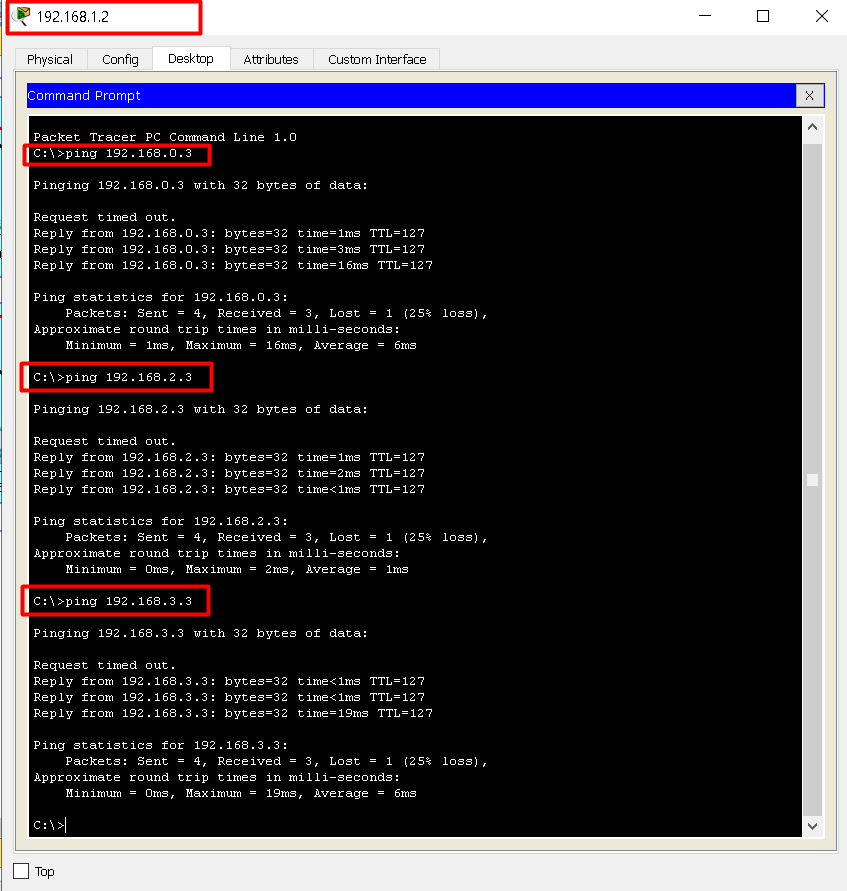 192.168.1.2
Physical Config Desktop Attributes Custom Interface
Command Prompt X
Packet Tracer PC Command Line 1.0
C:\>ping 192.168.0.3
Pinging 192.168.0.3 with 32 bytes of data:
Request timed out.
Reply from 192.168.0.3: bytes=32 time=1ms TTL=127
Reply from 192.168.0.3: bytes=32 time=3ms TTL=127
Reply from 192.168.0.3: bytes=32 time=16ms TTL=127
Ping statistics for 192.168.0.3:
Packets: Sent = 4, Received = 3, Lost = 1 (25% loss),
Approximate round trip times in milli-seconds:
Minimum = 1ms, Maximum = 16ms, Average = 6ms
C:\>ping 192.168.2.3
Pinging 192.168.2.3 with 32 bytes of data:
Request timed out.
Reply from 192.168.2.3: bytes=32 time=1ms TTL=127
Reply from 192.168.2.3: bytes=32 time=2ms TTL=127
Reply from 192.168.2.3: bytes=32 time<1ms TTL=127
Ping statistics for 192.168.2.3:
Packets: Sent = 4, Received = 3, Lost = 1 (25% loss),
Approximate round trip times in milli-seconds:
Minimum = 0ms, Maximum = 2ms, Average = 1ms
C:\>ping 192.168.3.3
Pinging 192.168.3.3 with 32 bytes of data:
Request timed out.
Reply from 192.168.3.3: bytes=32 time<1ms TTL=127
Reply from 192.168.3.3: bytes=32 time<1ms TTL=127
Reply from 192.168.3.3: bytes=32 time=19ms TTL=127
Ping statistics for 192.168.3.3:
Packets: Sent = 4, Received = 3, Lost = 1 (25% loss),
Approximate round trip times in milli-seconds:
Minimum = 0ms, Maximum = 19ms, Average = 6ms
C:\>
Top